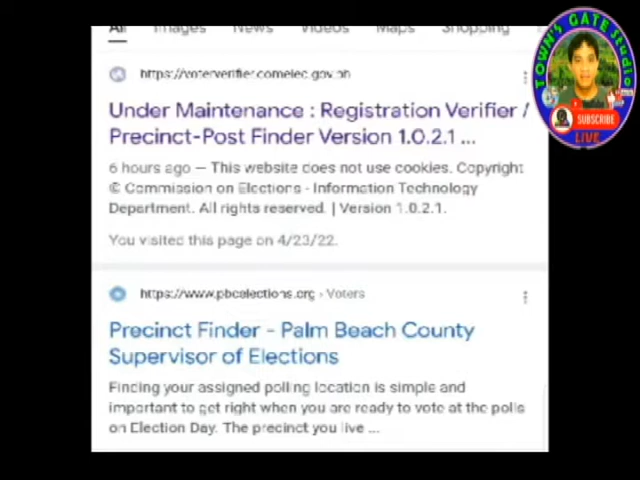 All Images News Videos Maps Shopping
TOWN'S GATE Studio
SUBSCRIBE
LIVE
https://voterverifier.comelec.gov.ph
Under Maintenance : Registration Verifier /
Precinct-Post Finder Version 1.0.2.1 ...
6 hours ago — This website does not use cookies. Copyright
© Commission on Elections - Information Technology
Department. All rights reserved. | Version 1.0.2.1.
You visited this page on 4/23/22.
https://www.pbcelections.org › Voters
Precinct Finder - Palm Beach County
Supervisor of Elections
Finding your assigned polling location is simple and
important to get right when you are ready to vote at the polls
on Election Day. The precinct you live ...